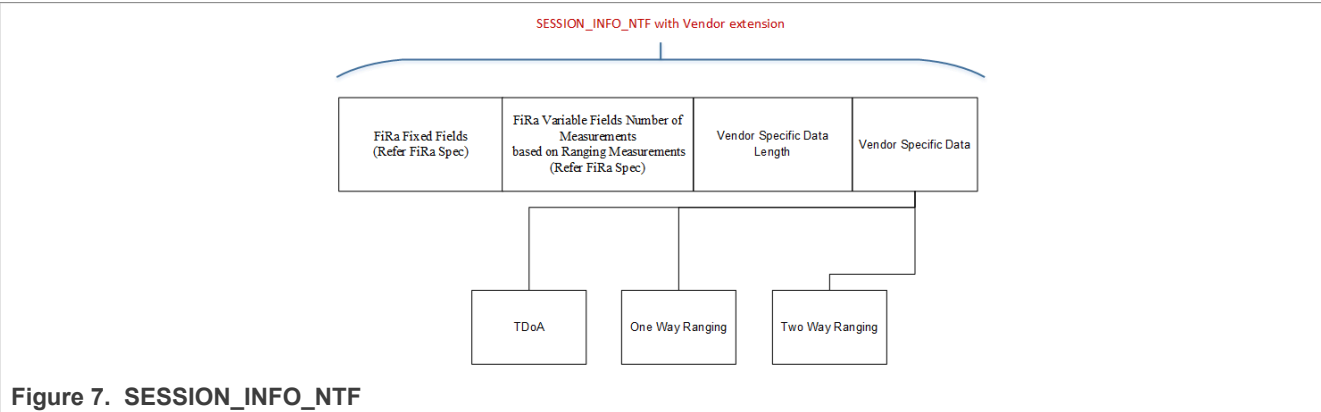 SESSION_INFO_NTF with Vendor extension
FiRa Fixed Fields
(Refer FiRa Spec)
FiRa Variable Fields Number of
Measurements
based on Ranging Measurements
(Refer FiRa Spec)
Vendor Specific Data
Length
Vendor Specific Data
TDoA
One Way Ranging
Two Way Ranging
Figure 7. SESSION_INFO_NTF